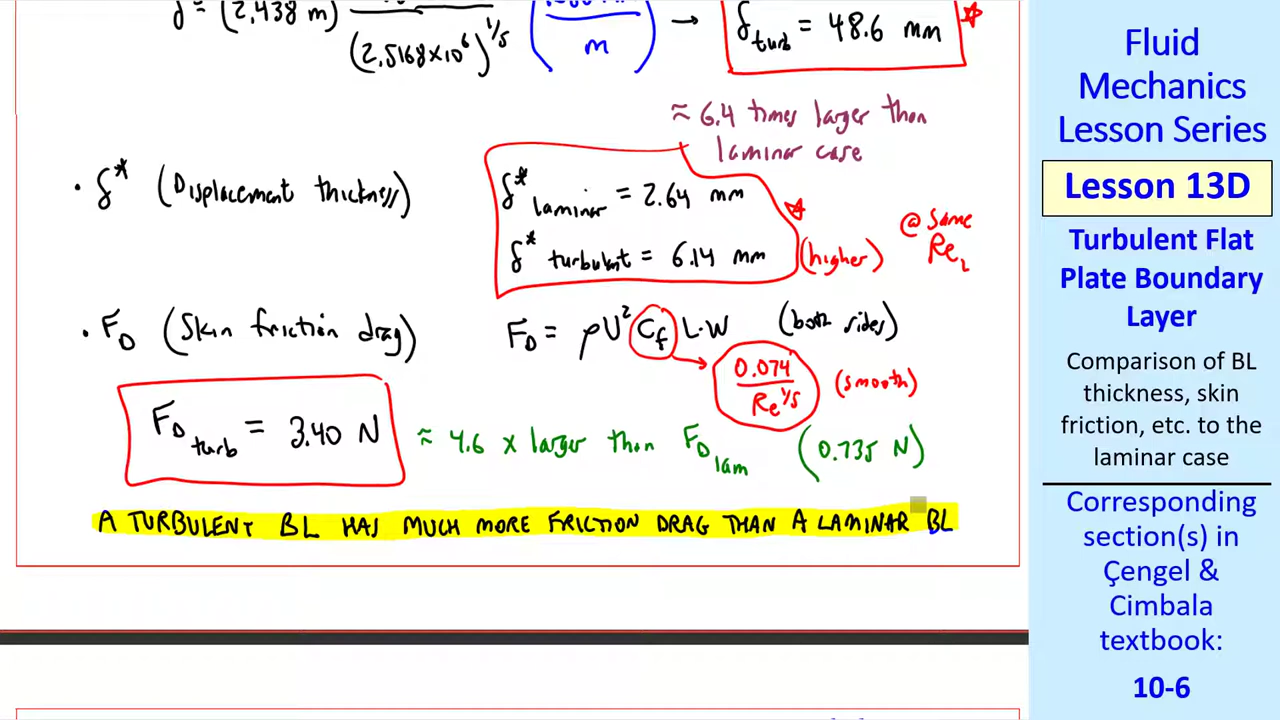 δ = (2.438 m) / (2.5168×10⁶)^1/5 ( / m) → δ turb = 48.6 mm
≈ 6.4 times larger than
laminar case
• δ* (Displacement thickness)
δ* laminar = 2.64 mm
δ* turbulent = 6.14 mm (higher) @ same Re_L
• F_D (Skin friction drag) F_D = ρU² C_f L·W (both sides)
0.074 / Re^1/5 (smooth)
F_D turb = 3.40 N ≈ 4.6 x larger than F_D lam (0.735 N)
A TURBULENT BL HAS MUCH MORE FRICTION DRAG THAN A LAMINAR BL
Fluid
Mechanics
Lesson Series
Lesson 13D
Turbulent Flat
Plate Boundary
Layer
Comparison of BL
thickness, skin
friction, etc. to the
laminar case
Corresponding
section(s) in
Çengel &
Cimbala
textbook:
10-6